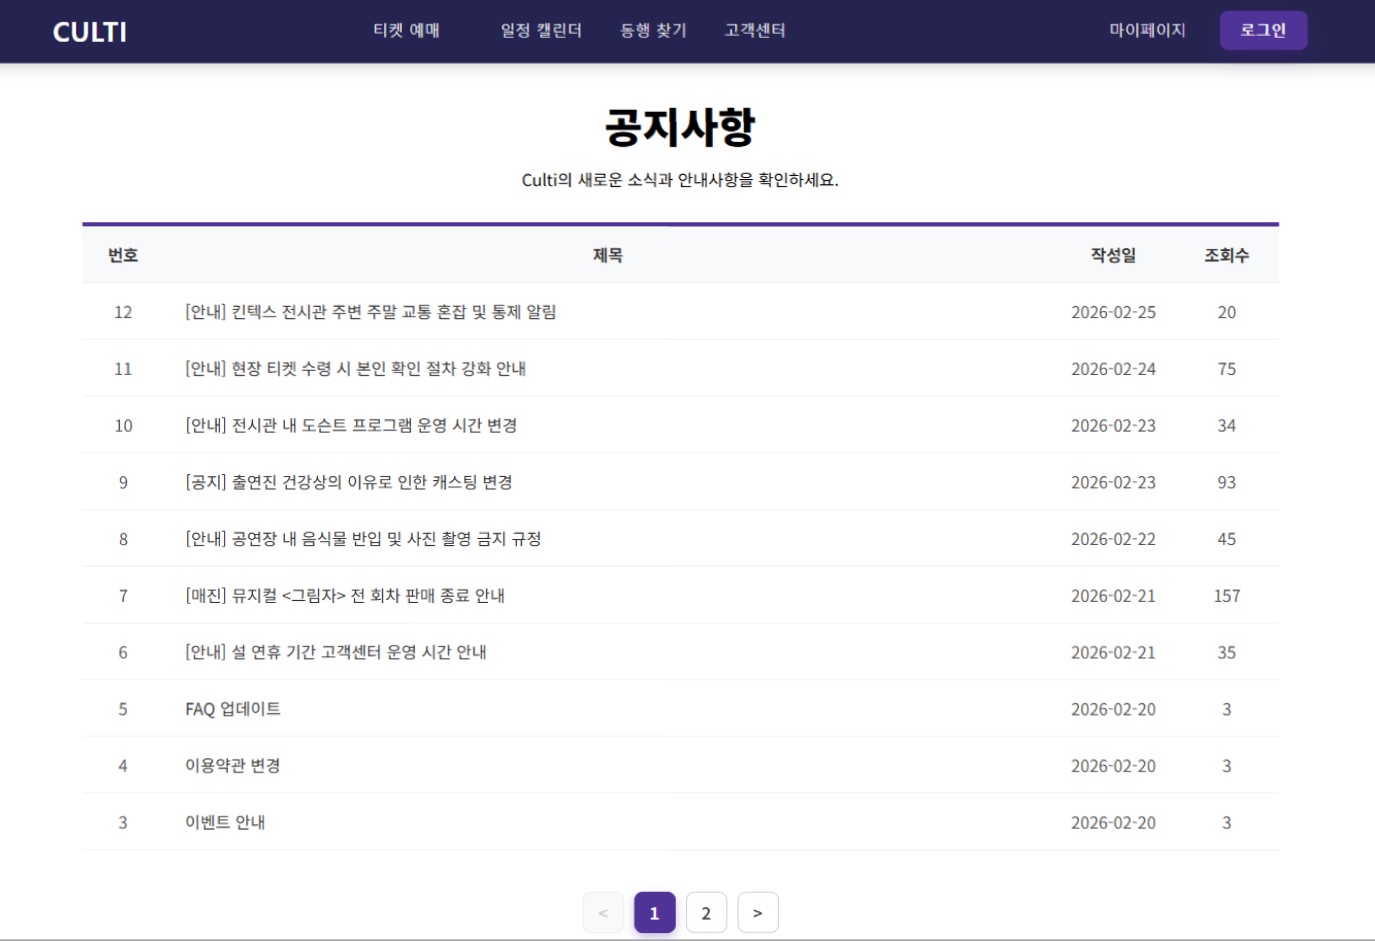 CULTI 티켓 예매 일정 캘린더 동행 찾기 고객센터 마이페이지 로그인
공지사항
Culti의 새로운 소식과 안내사항을 확인하세요.
번호 제목 작성일 조회수
12 [안내] 킨텍스 전시관 주변 주말 교통 혼잡 및 통제 알림 2026-02-25 20
11 [안내] 현장 티켓 수령 시 본인 확인 절차 강화 안내 2026-02-24 75
10 [안내] 전시관 내 도슨트 프로그램 운영 시간 변경 2026-02-23 34
9 [공지] 출연진 건강상의 이유로 인한 캐스팅 변경 2026-02-23 93
8 [안내] 공연장 내 음식물 반입 및 사진 촬영 금지 규정 2026-02-22 45
7 [매진] 뮤지컬 <그림자> 전 회차 판매 종료 안내 2026-02-21 157
6 [안내] 설 연휴 기간 고객센터 운영 시간 안내 2026-02-21 35
5 FAQ 업데이트 2026-02-20 3
4 이용약관 변경 2026-02-20 3
3 이벤트 안내 2026-02-20 3
< 1 2 >